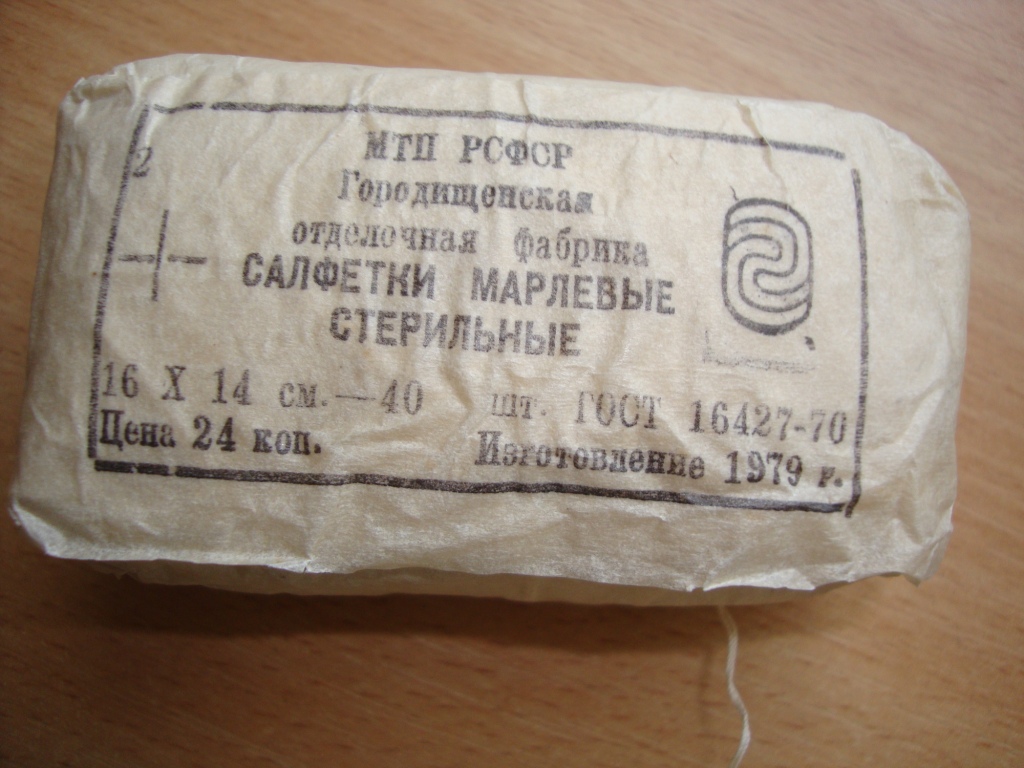 2
МТП РСФСР
Городищенская
отделочная фабрика
САЛФЕТКИ МАРЛЕВЫЕ
СТЕРИЛЬНЫЕ
16 X 14 см.—40 шт. ГОСТ 16427-70
Цена 24 коп. Изготовление 1979 г.